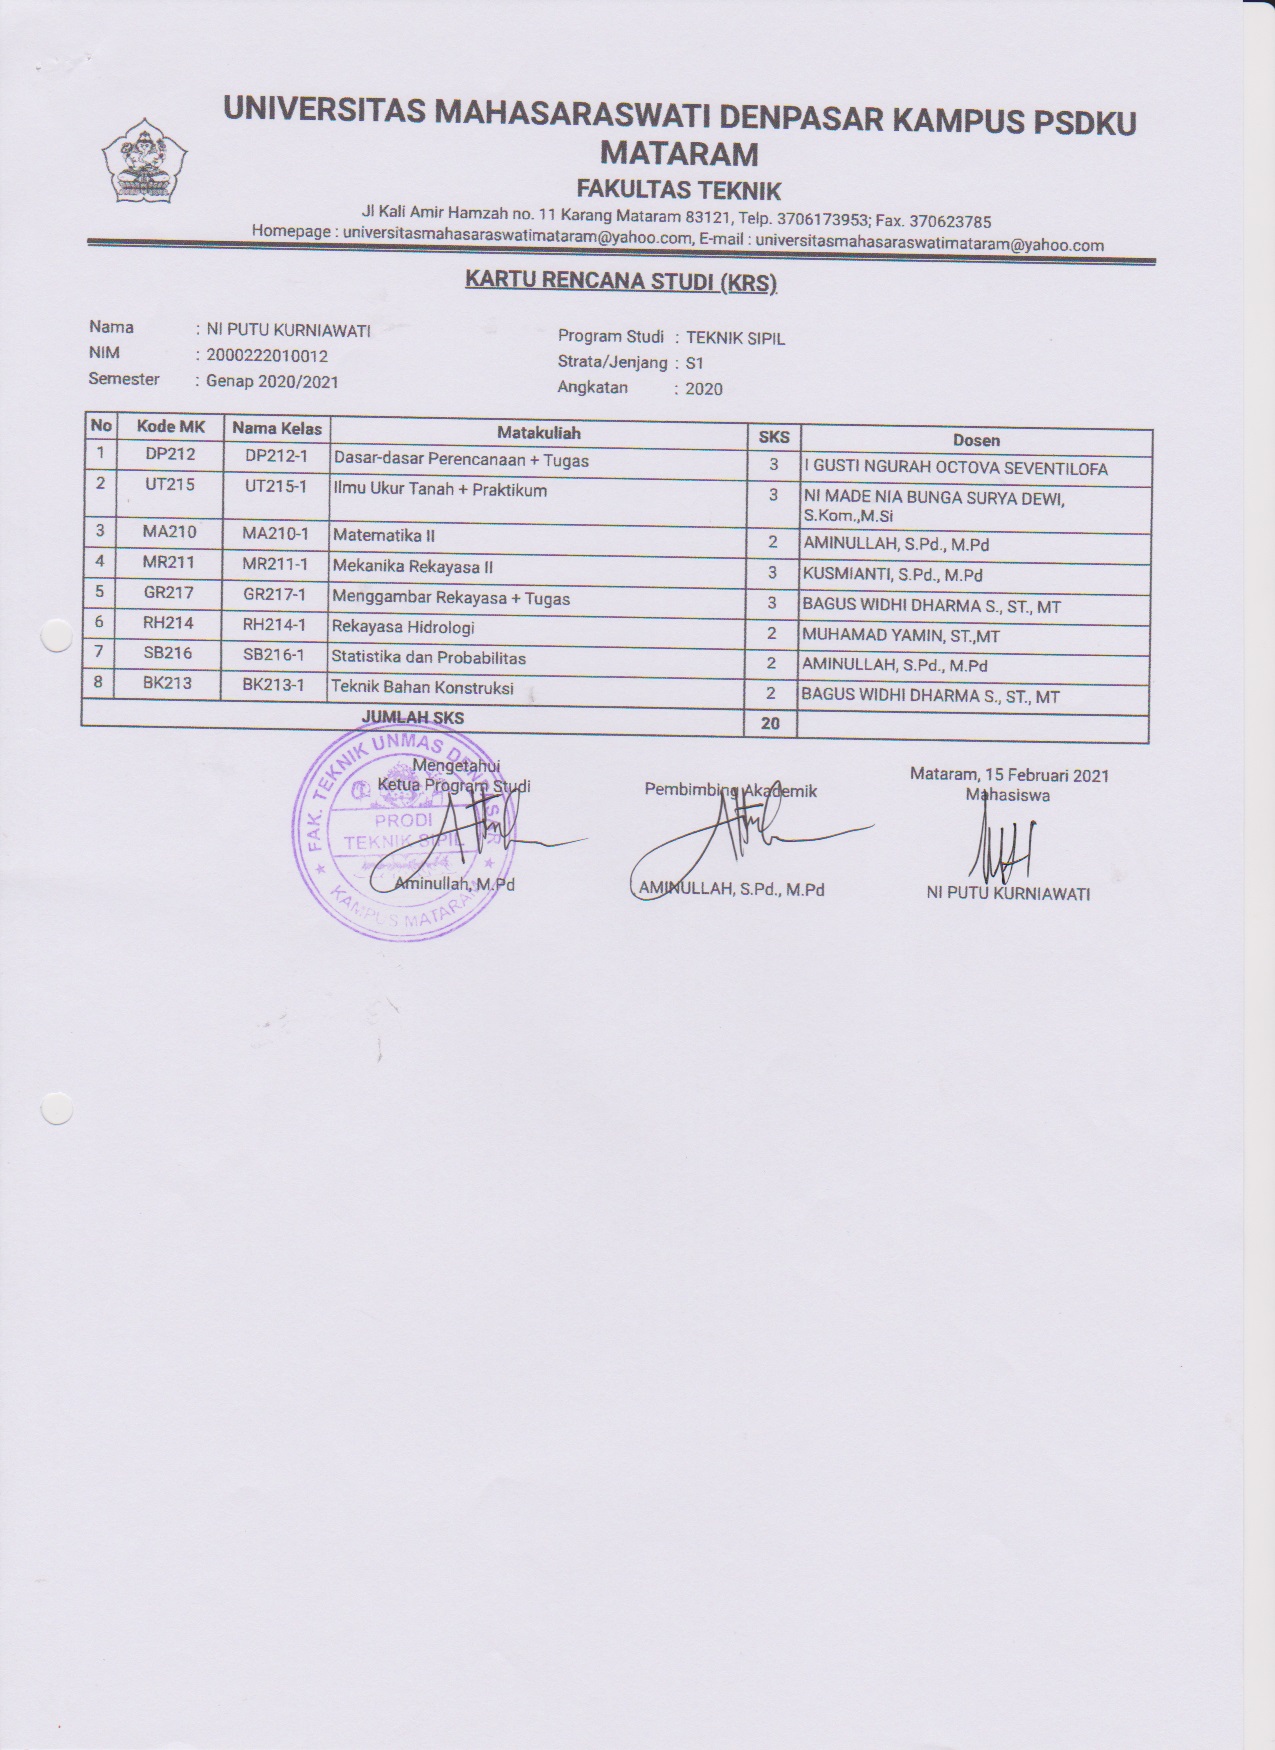 UNIVERSITAS MAHASARASWATI DENPASAR KAMPUS PSDKU
MATARAM
FAKULTAS TEKNIK
Jl Kali Amir Hamzah no. 11 Karang Mataram 83121, Telp. 3706173953; Fax. 370623785
Homepage : universitasmahasaraswatimataram@yahoo.com, E-mail : universitasmahasaraswatimataram@yahoo.com
KARTU RENCANA STUDI (KRS)
Nama : NI PUTU KURNIAWATI Program Studi : TEKNIK SIPIL
NIM : 2000222010012 Strata/Jenjang : S1
Semester : Genap 2020/2021 Angkatan : 2020
No Kode MK Nama Kelas Matakuliah SKS Dosen
1 DP212 DP212-1 Dasar-dasar Perencanaan + Tugas 3 I GUSTI NGURAH OCTOVA SEVENTILOFA
2 UT215 UT215-1 Ilmu Ukur Tanah + Praktikum 3 NI MADE NIA BUNGA SURYA DEWI,
S.Kom.,M.Si
3 MA210 MA210-1 Matematika II 2 AMINULLAH, S.Pd., M.Pd
4 MR211 MR211-1 Mekanika Rekayasa II 3 KUSMIANTI, S.Pd., M.Pd
5 GR217 GR217-1 Menggambar Rekayasa + Tugas 3 BAGUS WIDHI DHARMA S., ST., MT
6 RH214 RH214-1 Rekayasa Hidrologi 2 MUHAMAD YAMIN, ST.,MT
7 SB216 SB216-1 Statistika dan Probabilitas 2 AMINULLAH, S.Pd., M.Pd
8 BK213 BK213-1 Teknik Bahan Konstruksi 2 BAGUS WIDHI DHARMA S., ST., MT
JUMLAH SKS 20
Mengetahui
Ketua Program Studi
Aminullah, M.Pd
FAK. TEKNIK UNMAS DENPASAR
PRODI
TEKNIK SIPIL
KAMPUS MATARAM
Pembimbing Akademik
AMINULLAH, S.Pd., M.Pd
Mataram, 15 Februari 2021
Mahasiswa
NI PUTU KURNIAWATI